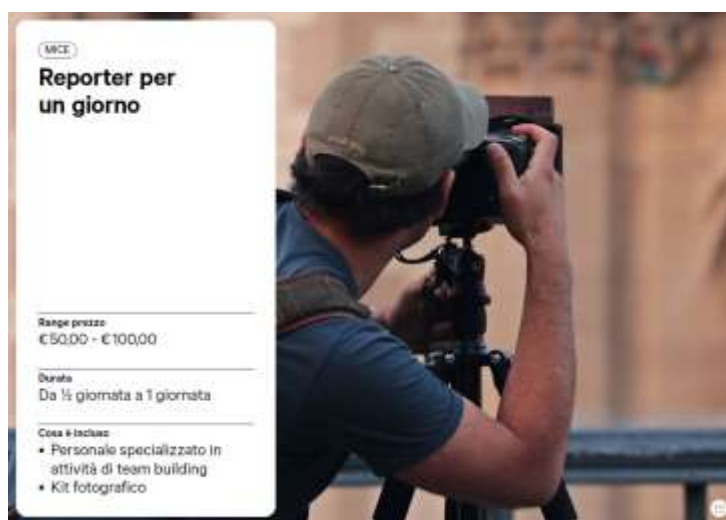 MICE
Reporter per
un giorno
Range prezzo
€50,00 - €100,00
Durata
Da ½ giornata a 1 giornata
Cosa è incluso
• Personale specializzato in
attività di team building
• Kit fotografico